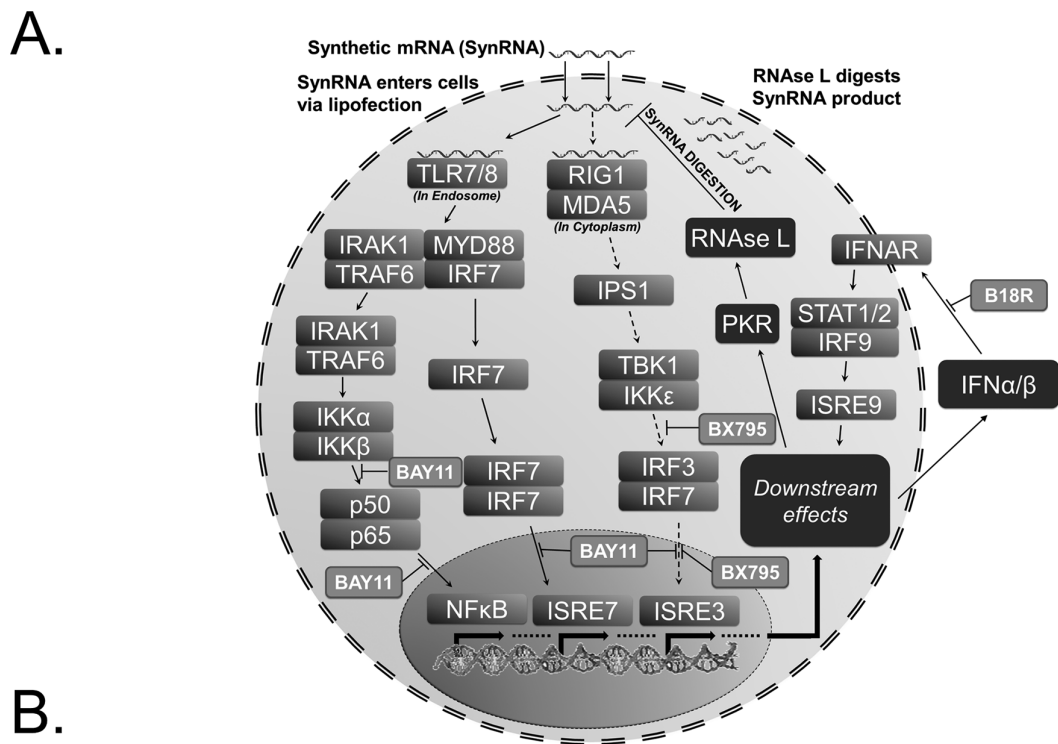 A.
Synthetic mRNA (SynRNA)
SynRNA enters cells
via lipofection
RNAse L digests
SynRNA product
SynRNA DIGESTION
TLR7/8
(In Endosome)
RIG1
MDA5
(In Cytoplasm)
IRAK1
TRAF6
MYD88
IRF7
RNAse L
IFNAR
IPS1
B18R
STAT1/2
IRF9
PKR
IRAK1
TRAF6
IRF7
TBK1
IKKε
IFNα/β
ISRE9
IKKα
IKKβ
BX795
BAY11
IRF7
IRF7
IRF3
IRF7
Downstream
effects
p50
p65
BAY11
BX795
BAY11
NFκB
ISRE7
ISRE3
B.